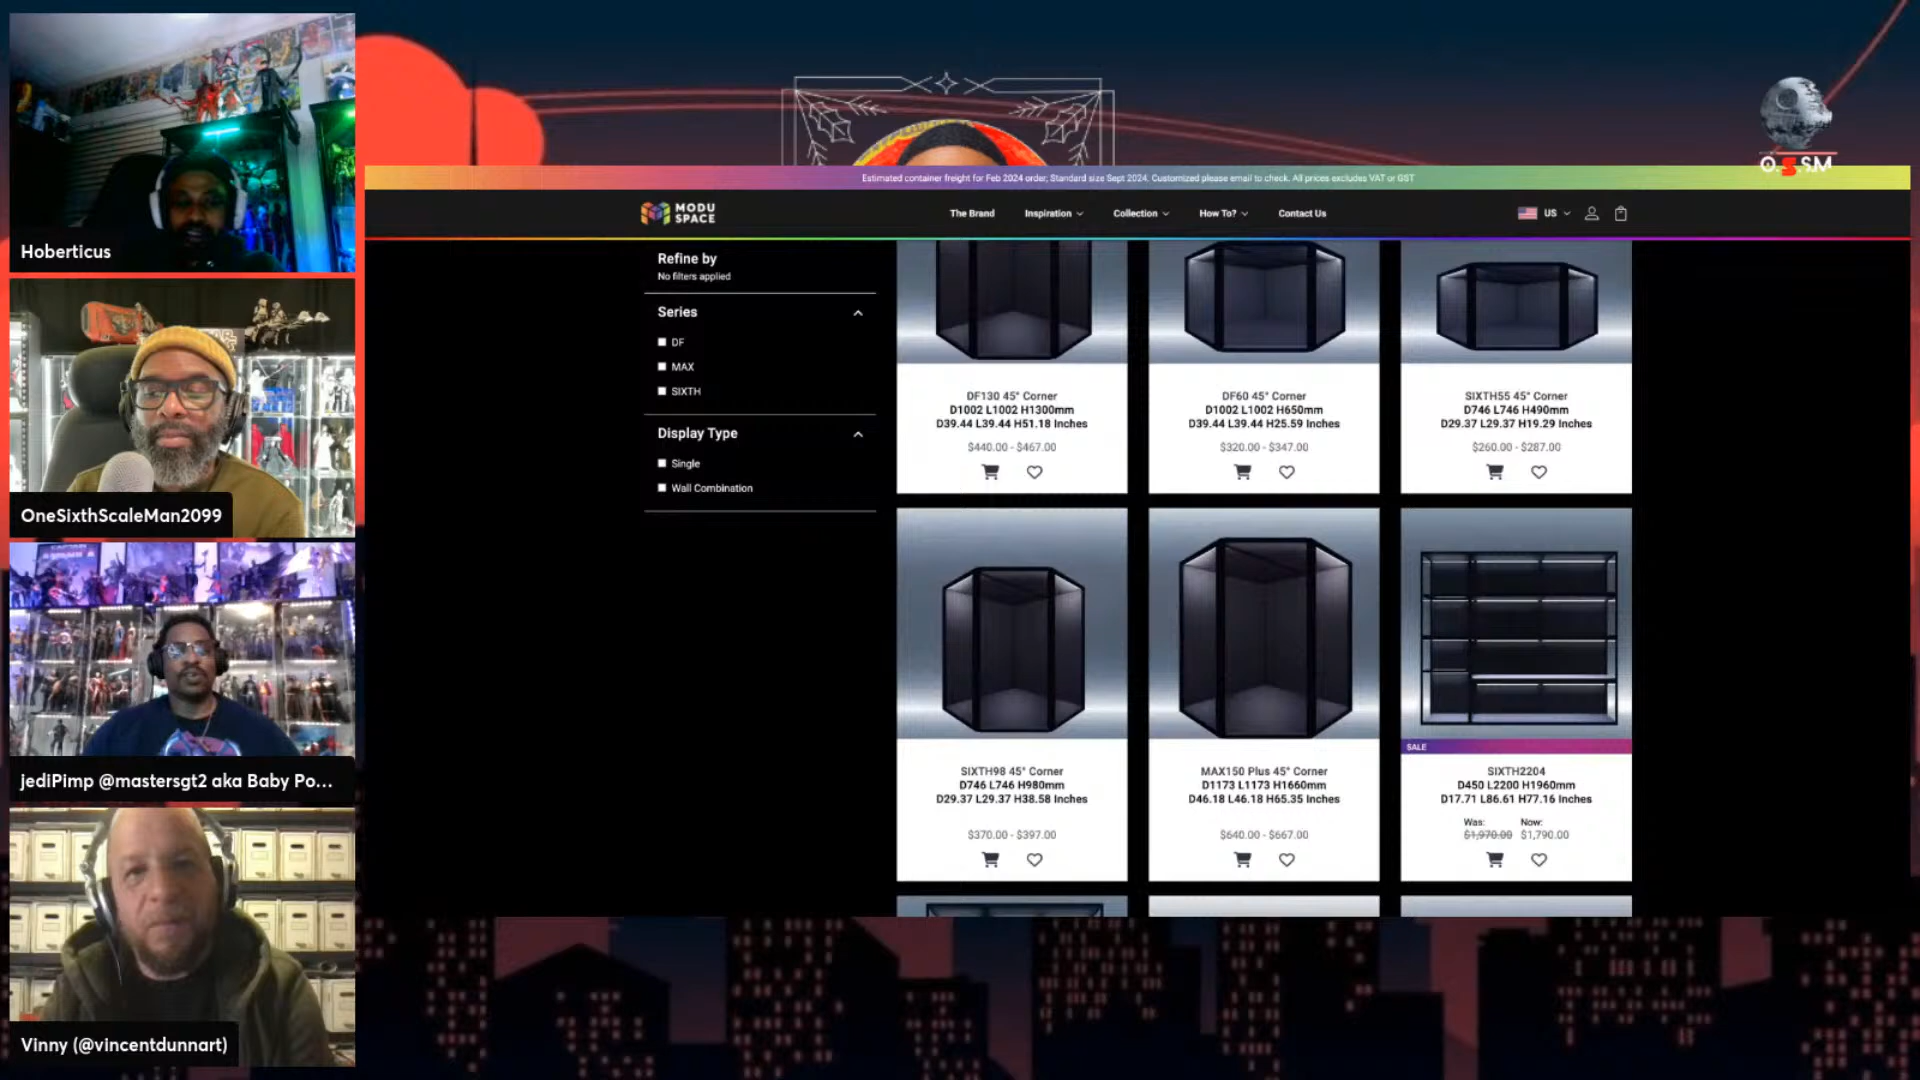 Hoberticus
OneSixthScaleMan2099
jediPimp @mastersgt2 aka Baby Po...
Vinny (@vincentdunnart)
O.S.SM
Estimated container freight for Feb 2024 order; Standard size Sept 2024. Customized please email to check. All prices excludes VAT or GST
MODU
SPACE
The Brand
Inspiration
Collection
How To?
Contact Us
US
Refine by
No filters applied
Series
DF
MAX
SIXTH
Display Type
Single
Wall Combination
DF130 45° Corner
D1002 L1002 H1300mm
D39.44 L39.44 H51.18 Inches
$440.00 - $467.00
DF60 45° Corner
D1002 L1002 H650mm
D39.44 L39.44 H25.59 Inches
$320.00 - $347.00
SIXTH55 45° Corner
D746 L746 H490mm
D29.37 L29.37 H19.29 Inches
$260.00 - $287.00
SIXTH98 45° Corner
D746 L746 H980mm
D29.37 L29.37 H38.58 Inches
$370.00 - $397.00
MAX150 Plus 45° Corner
D1173 L1173 H1660mm
D46.18 L46.18 H65.35 Inches
$640.00 - $667.00
SALE
SIXTH2204
D450 L2200 H1960mm
D17.71 L86.61 H77.16 Inches
Was: Now:
$1,970.00 $1,790.00